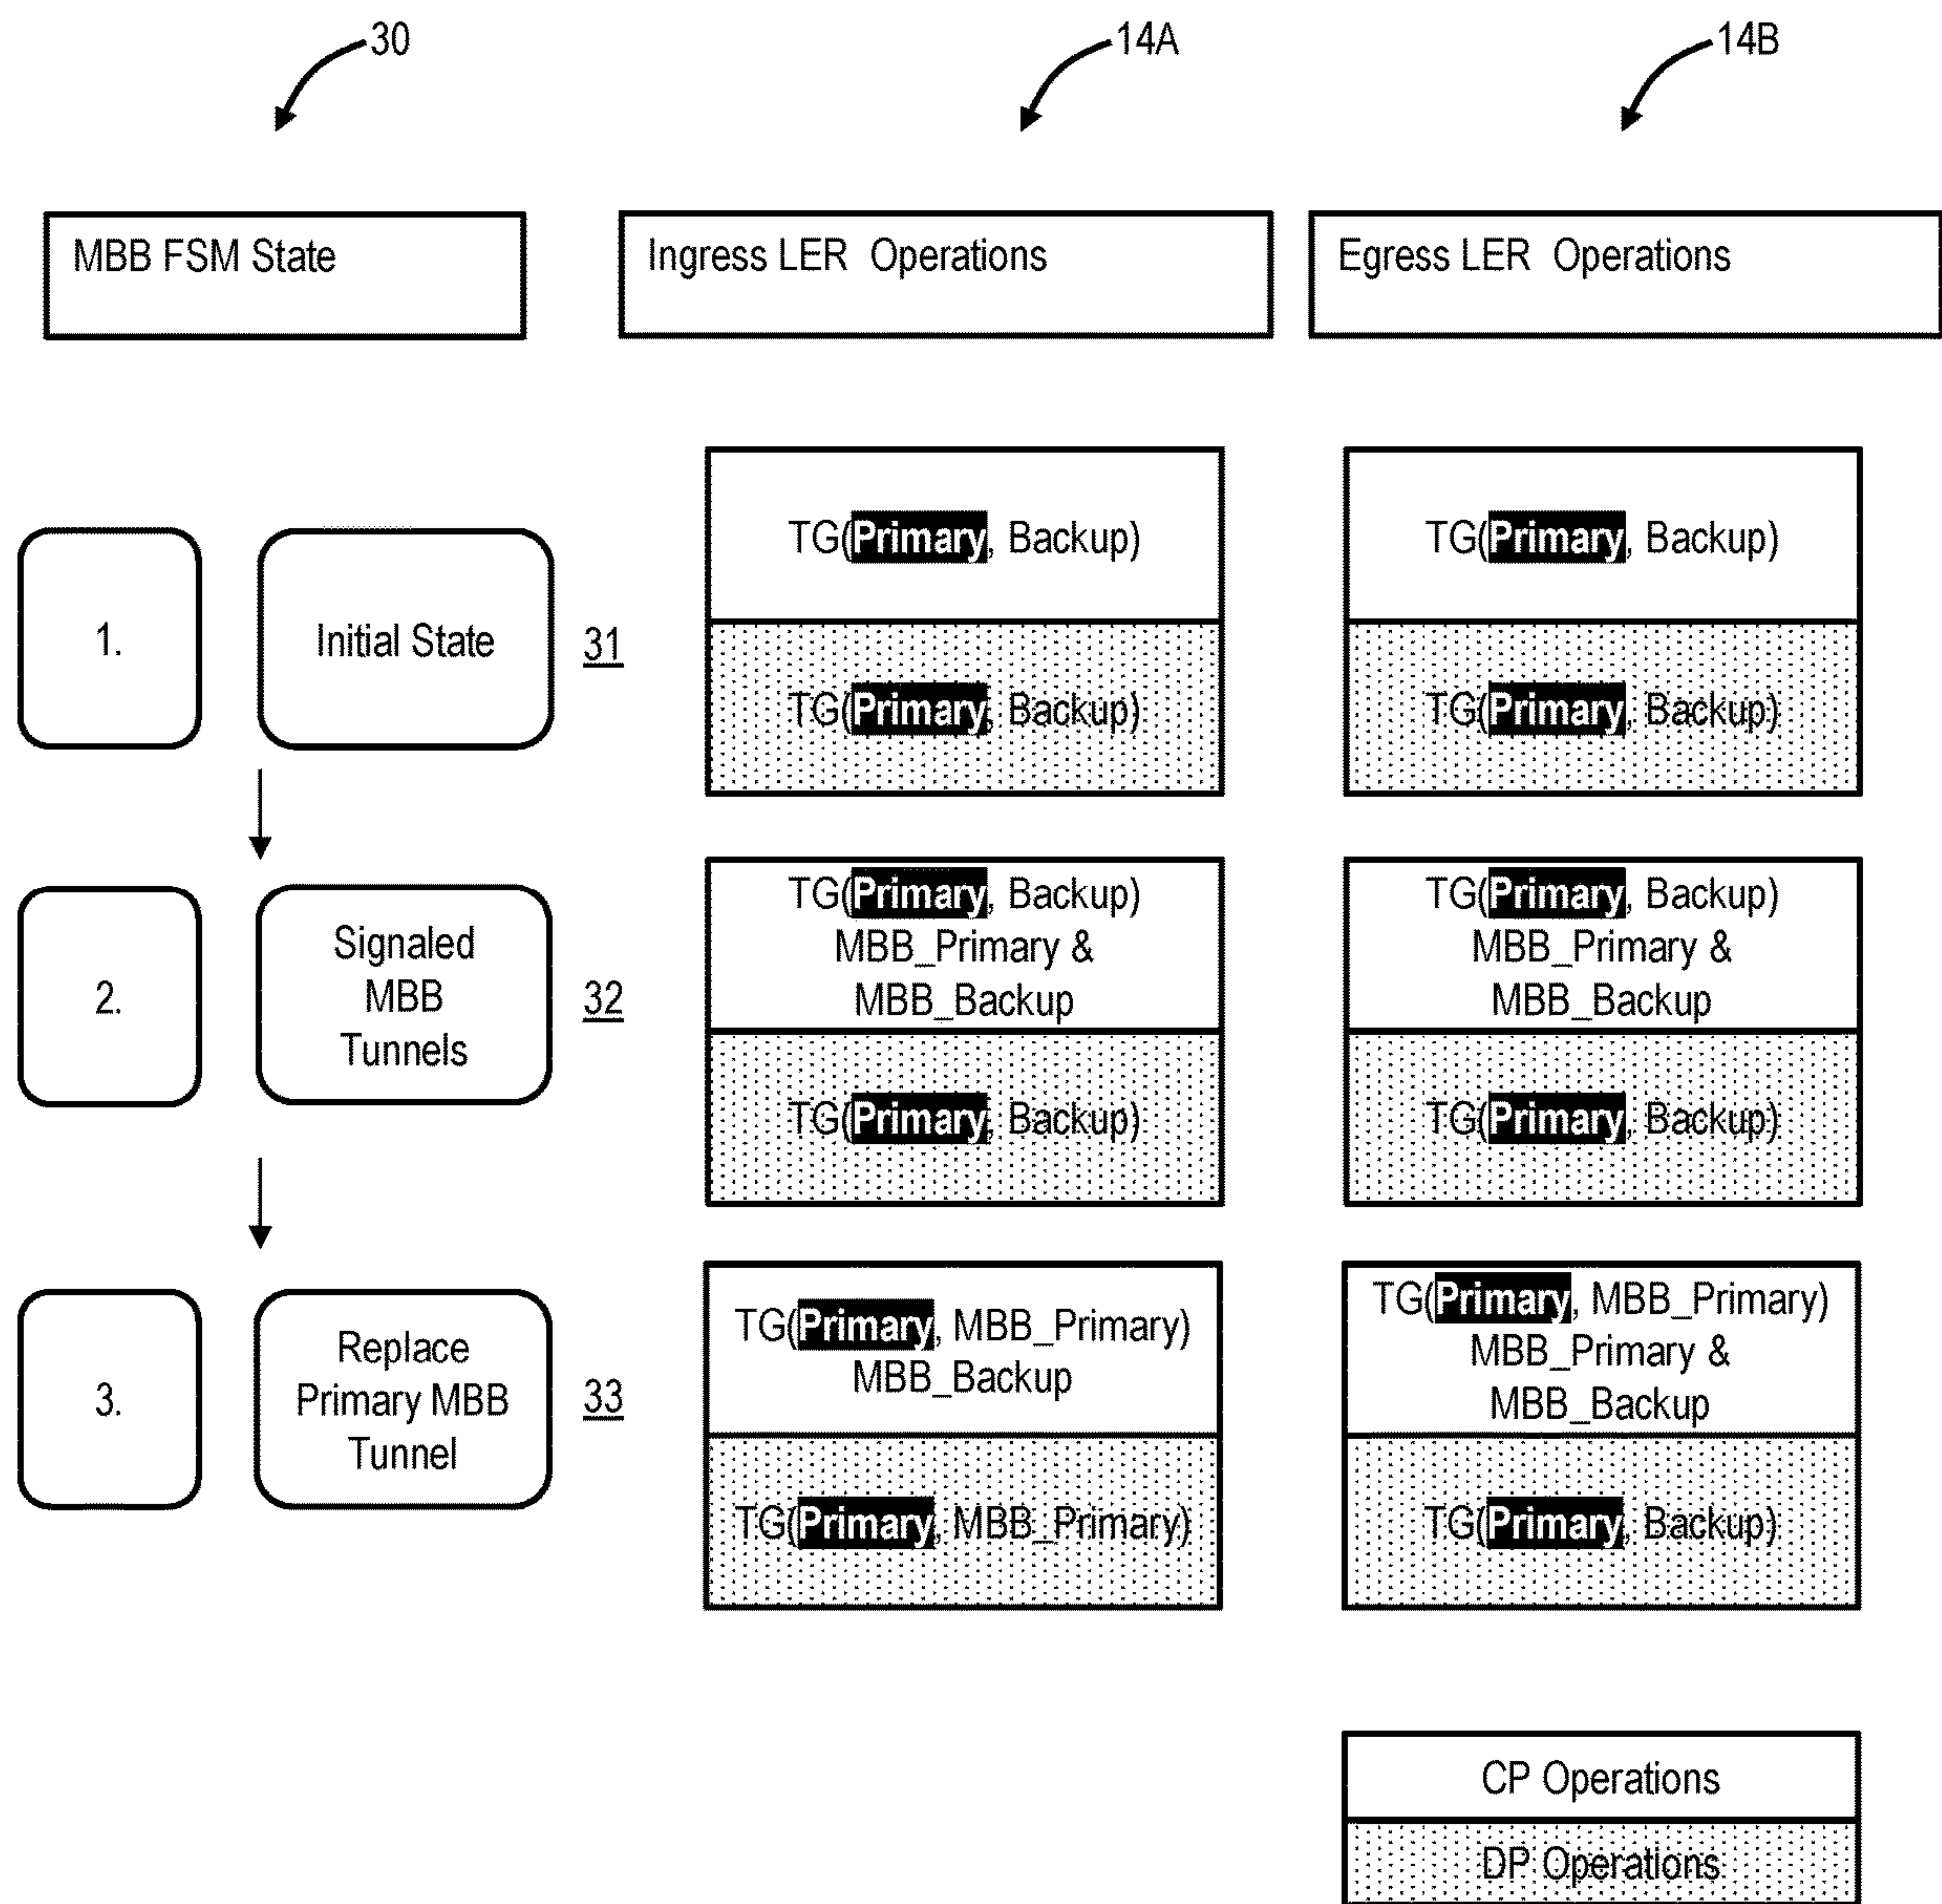 30
14A
14B
MBB FSM State
Ingress LER Operations
Egress LER Operations
1.
Initial State
31
TG(Primary, Backup)
TG(Primary, Backup)
TG(Primary, Backup)
TG(Primary, Backup)
2.
Signaled
MBB
Tunnels
32
TG(Primary, Backup)
MBB_Primary &
MBB_Backup
TG(Primary, Backup)
TG(Primary, Backup)
MBB_Primary &
MBB_Backup
TG(Primary, Backup)
3.
Replace
Primary MBB
Tunnel
33
TG(Primary, MBB_Primary)
MBB_Backup
TG(Primary, MBB_Primary)
TG(Primary, MBB_Primary)
MBB_Primary &
MBB_Backup
TG(Primary, Backup)
CP Operations
DP Operations